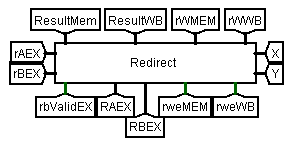 ResultMem ResultWB rWMEM rWWB
rAEX X
Redirect
rBEX Y
rbValidEX RAEX rweMEM rweWB
RBEX